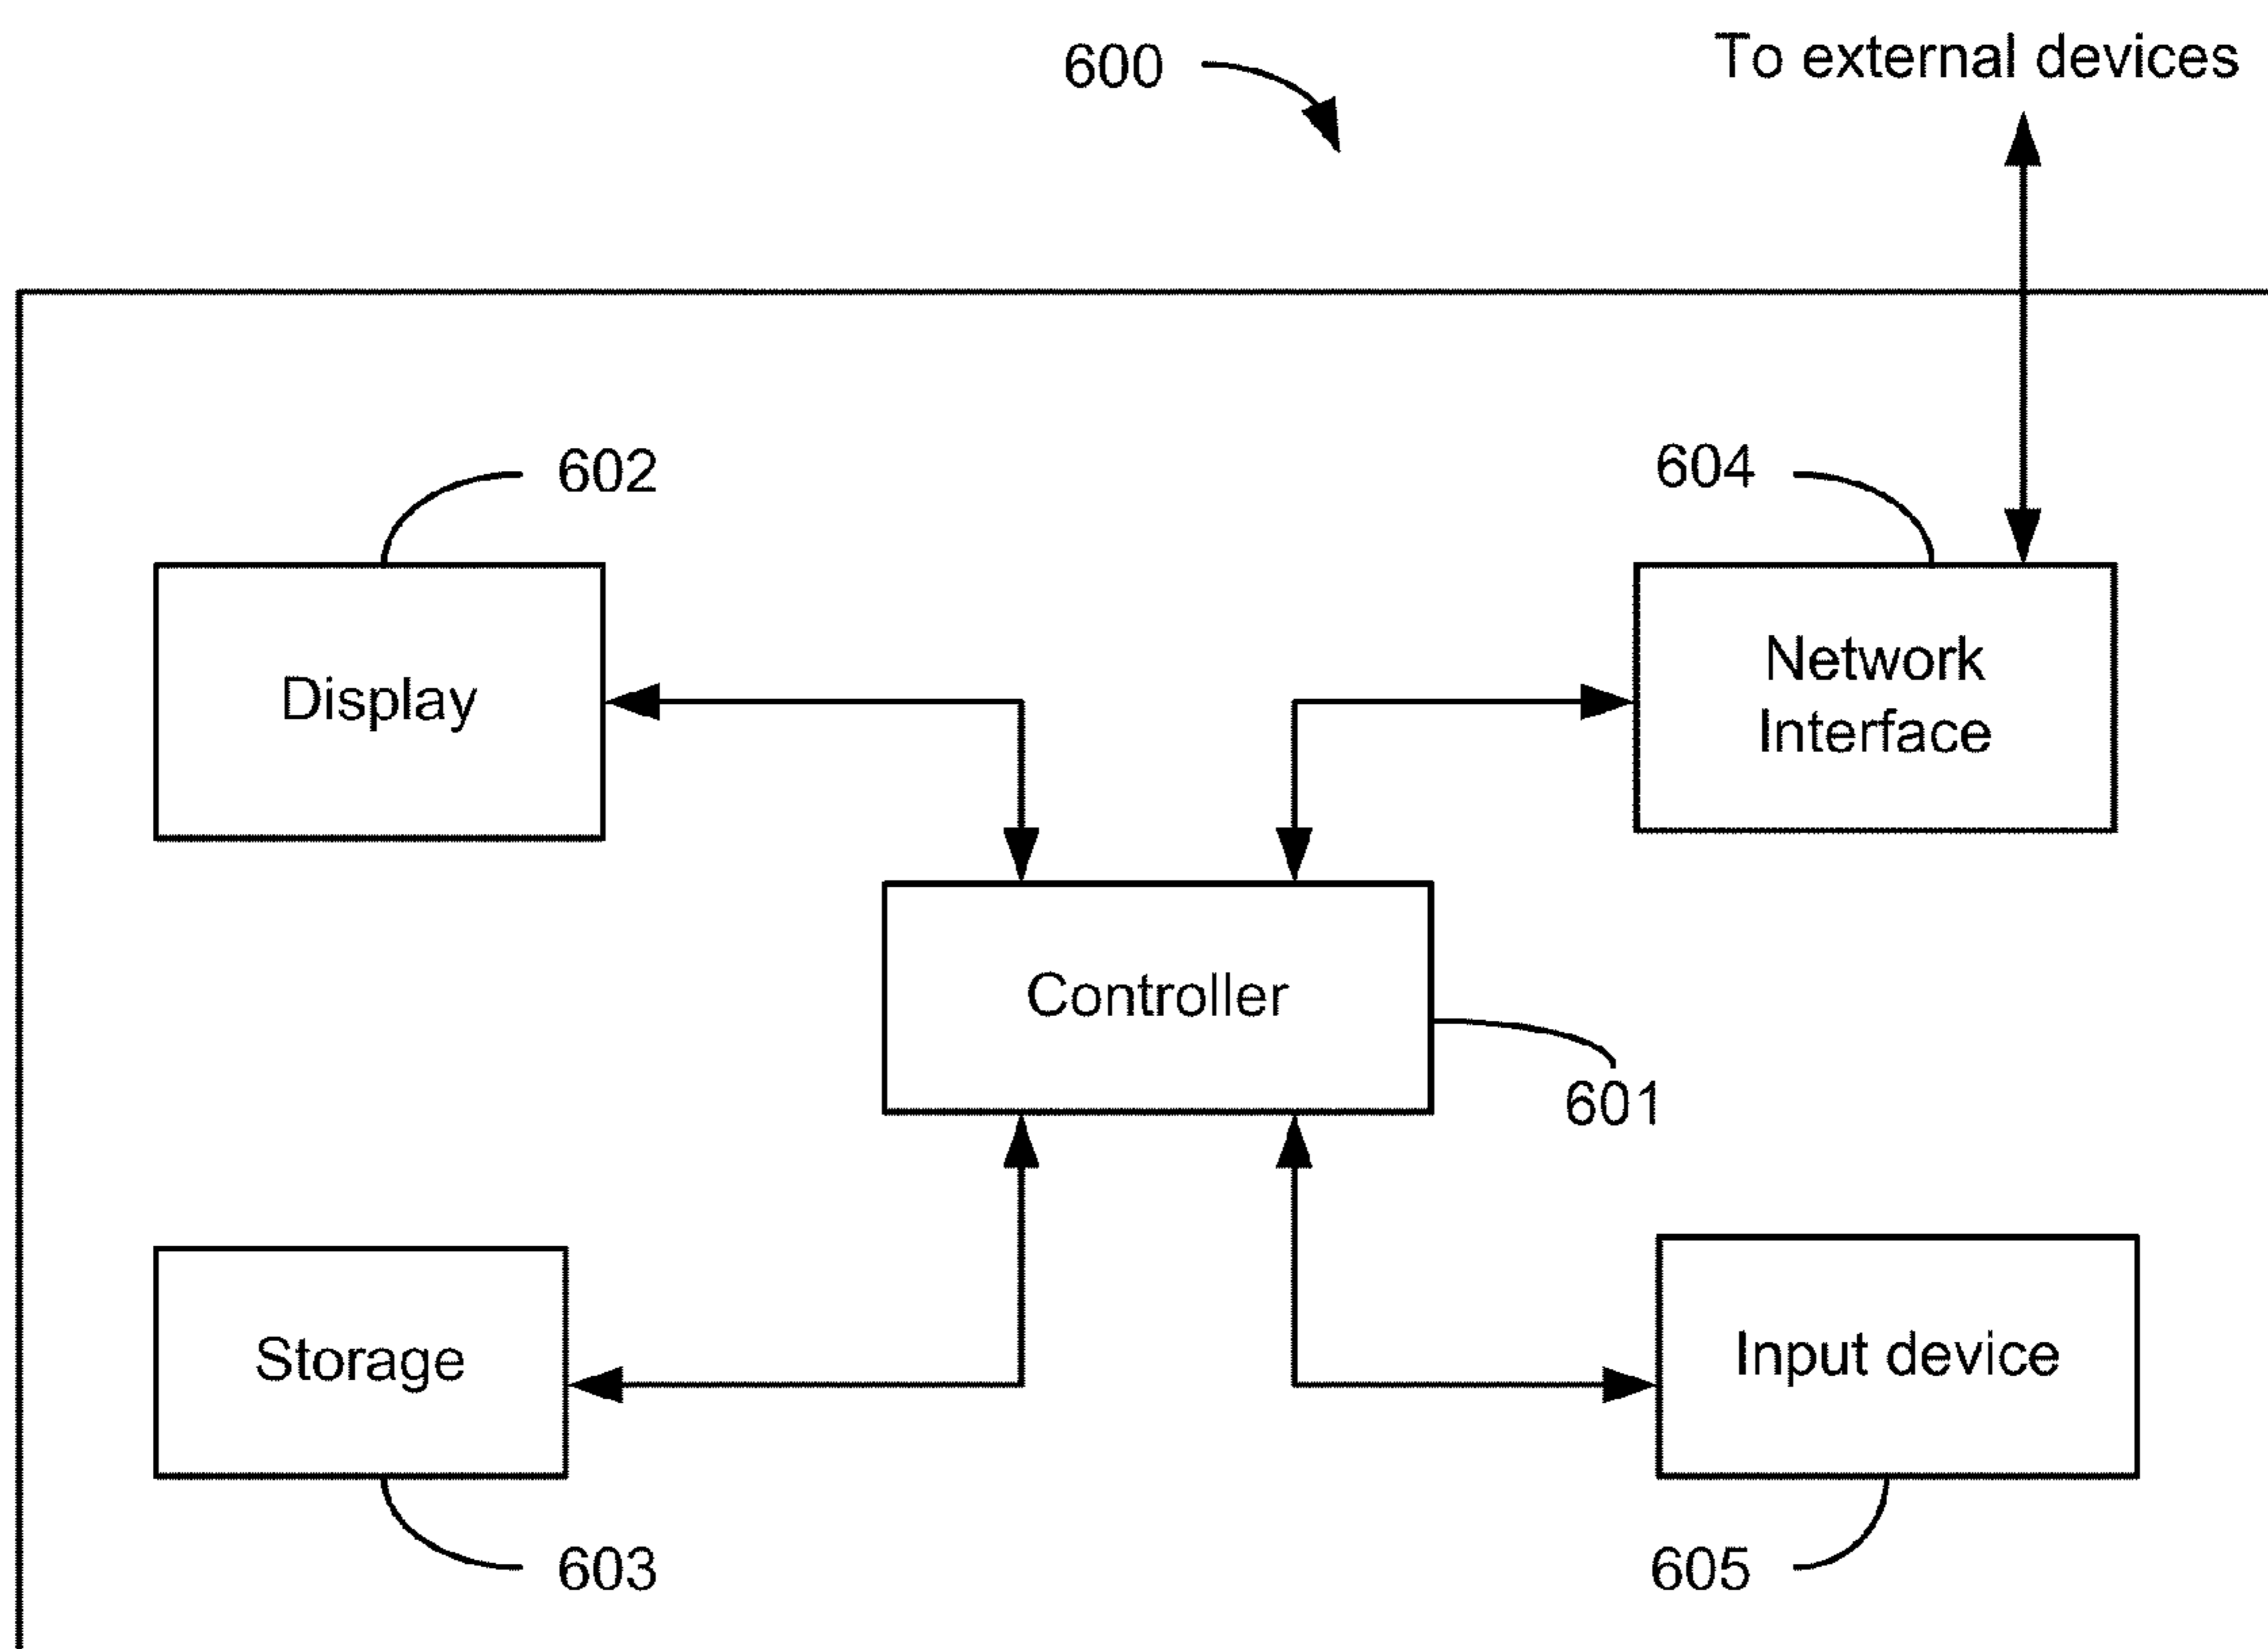 600
To external devices
602
604
Display
Network
Interface
Controller
601
Storage
Input device
603
605